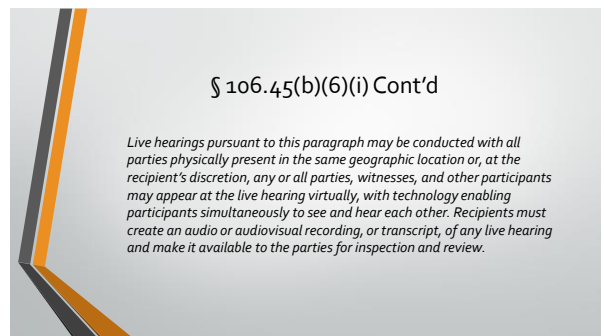 § 106.45(b)(6)(i) Cont’d
Live hearings pursuant to this paragraph may be conducted with all
parties physically present in the same geographic location or, at the
recipient’s discretion, any or all parties, witnesses, and other participants
may appear at the live hearing virtually, with technology enabling
participants simultaneously to see and hear each other. Recipients must
create an audio or audiovisual recording, or transcript, of any live hearing
and make it available to the parties for inspection and review.